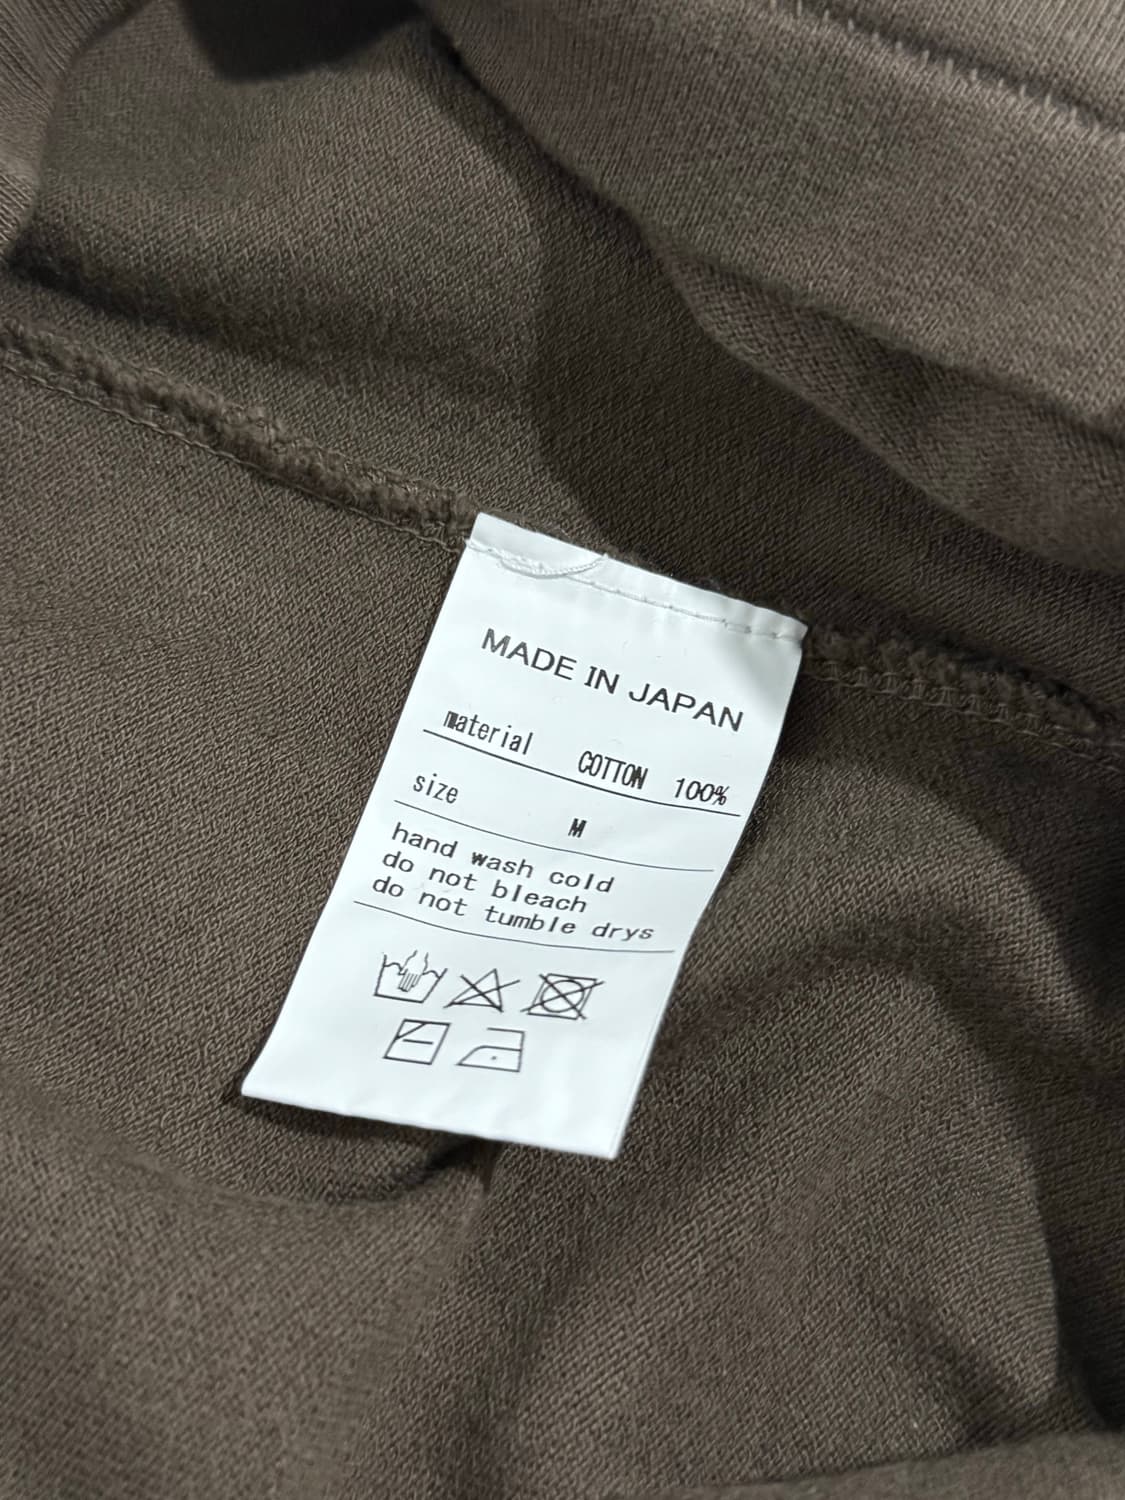 MADE IN JAPAN
material COTTON 100%
size M
hand wash cold
do not bleach
do not tumble drys